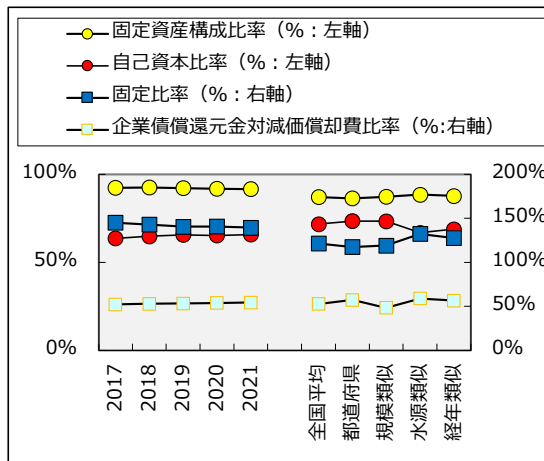 固定資産構成比率（%：左軸）
自己資本比率（%：左軸）
固定比率（%：右軸）
企業債償還元金対減価償却費比率（%:右軸）
100%
50%
0%
200%
150%
100%
50%
0%
2017
2018
2019
2020
2021
全国平均
都道府県
規模類似
水源類似
経年類似